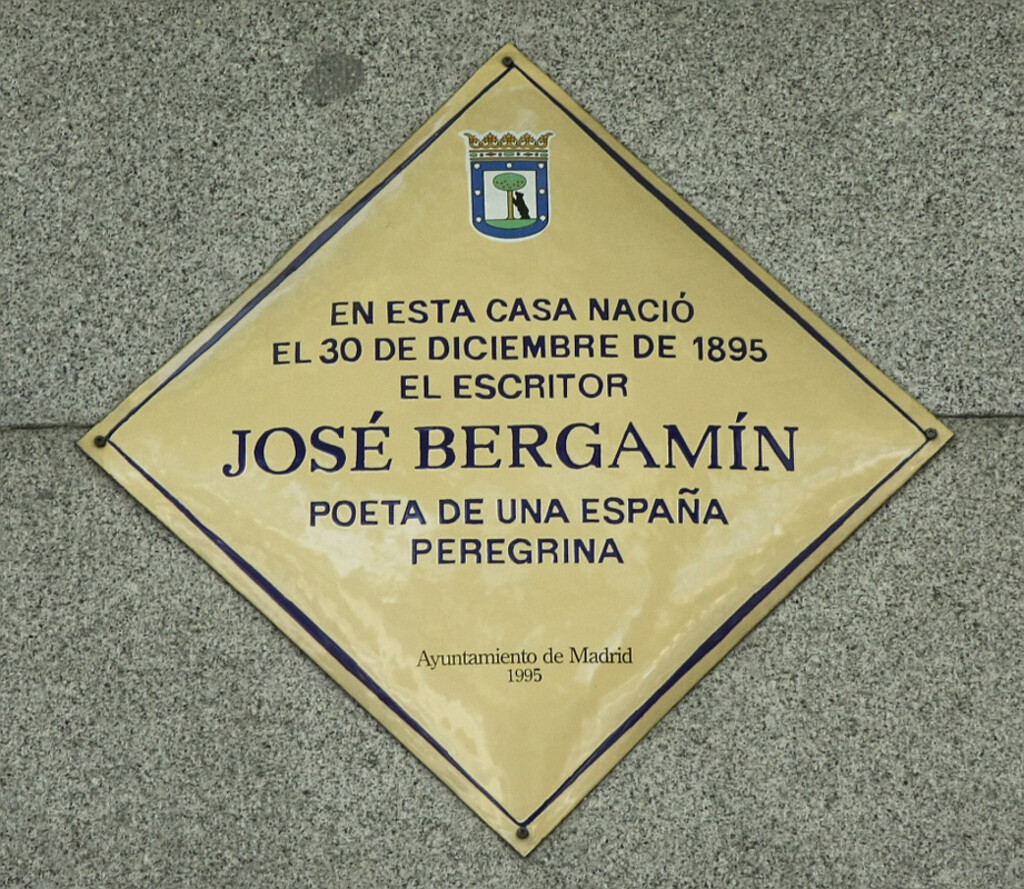 EN ESTA CASA NACIÓ
EL 30 DE DICIEMBRE DE 1895
EL ESCRITOR
JOSÉ BERGAMÍN
POETA DE UNA ESPAÑA
PEREGRINA
Ayuntamiento de Madrid
1995